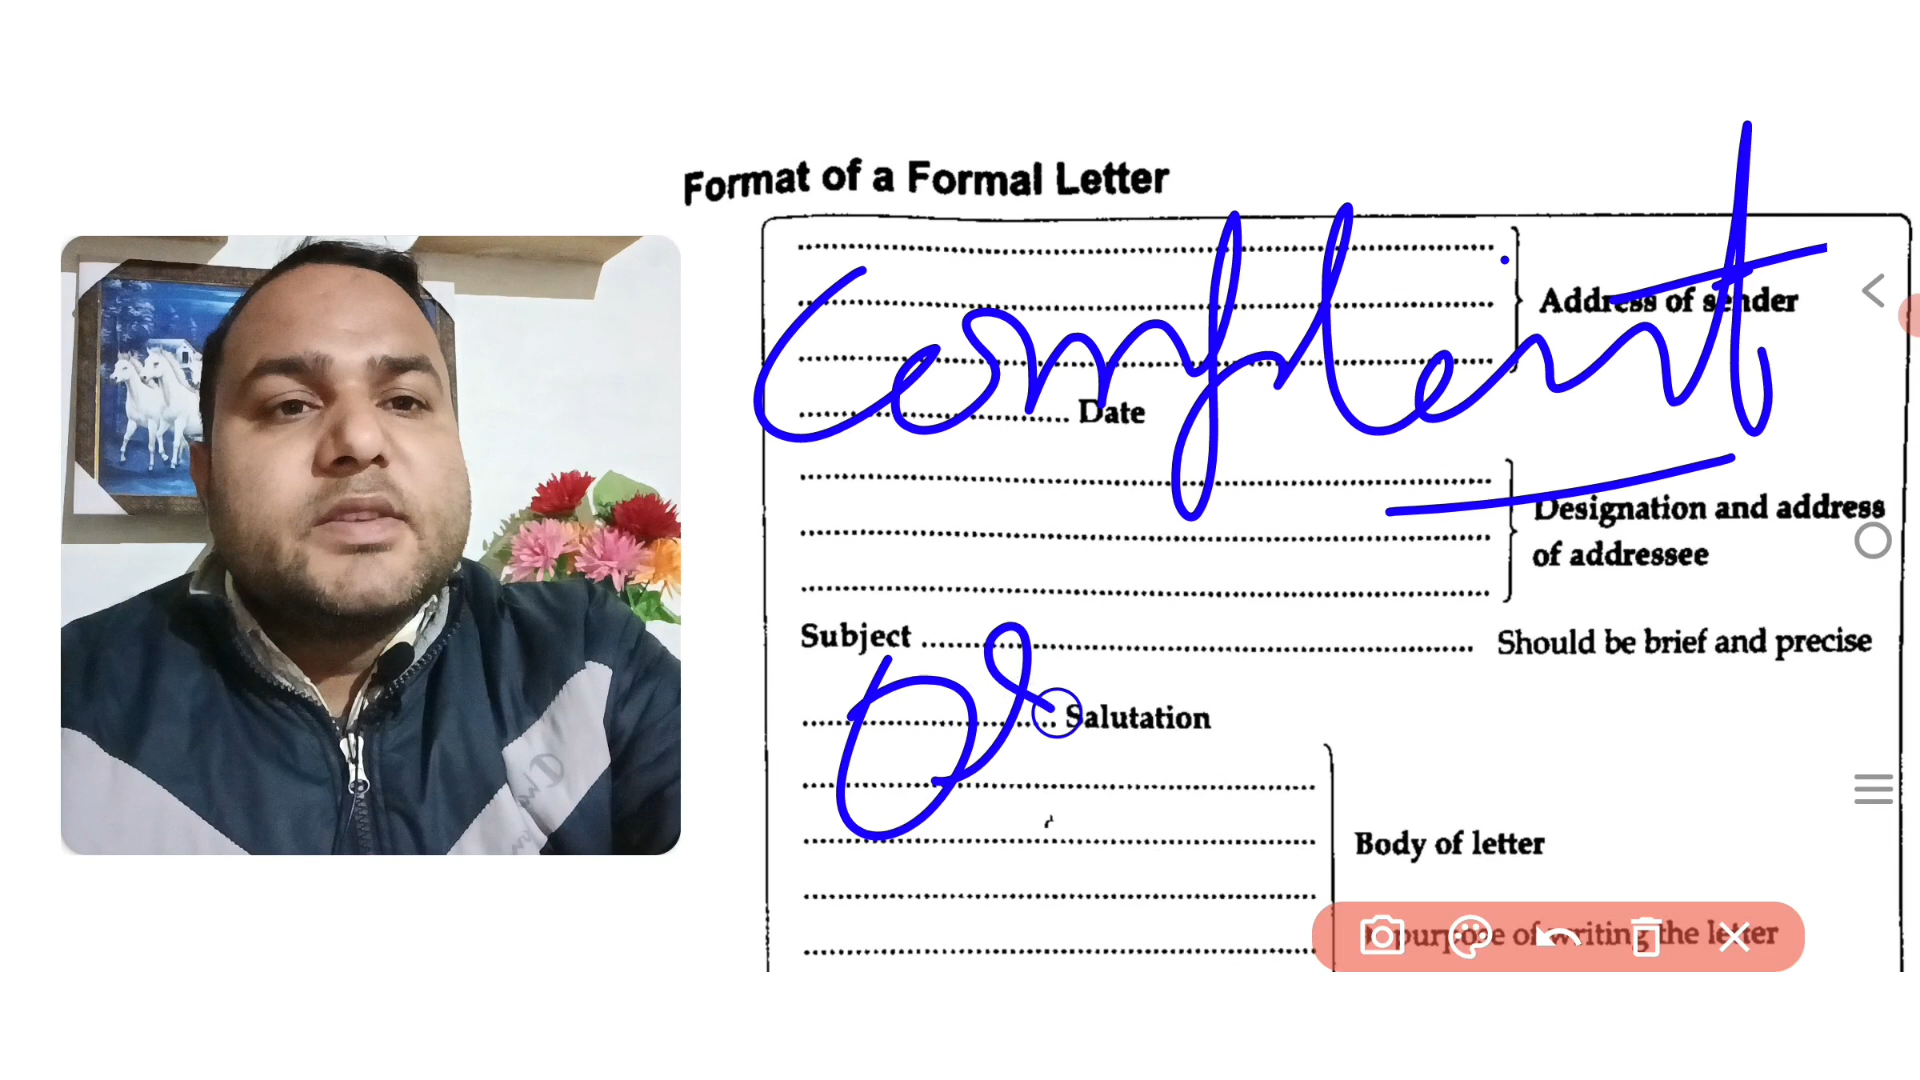 Format of a Formal Letter
Address of sender
Date
Complent
Designation and address
of addressee
Subject Should be brief and precise
Salutation
Body of letter
purpose of writing the letter